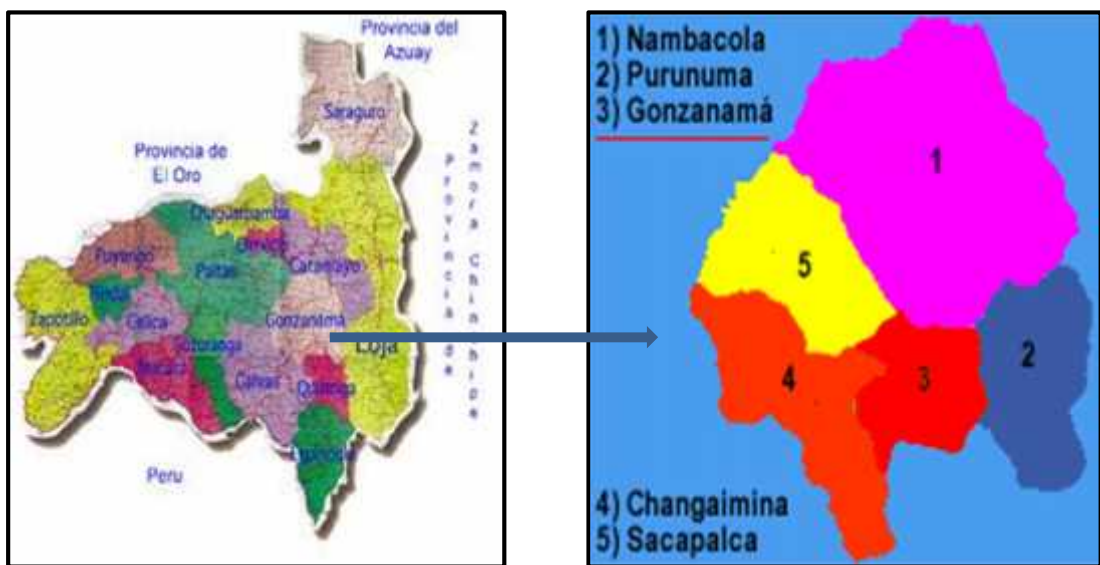 Provincia del
Azuay
Saraguro
Provincia de
El Oro
Chaguarpamba
Olmedo
Puyango
Paltas
Catamayo
Pindal
Zapotillo
Celica
Gonzanamá
Loja
Sozoranga
Macará
Calvas
Quilanga
Espindola
Peru
Provincia de
Zamora Chinchipe
1) Nambacola
2) Purunuma
3) Gonzanamá
1
5
2
4
3
4) Changaimina
5) Sacapalca